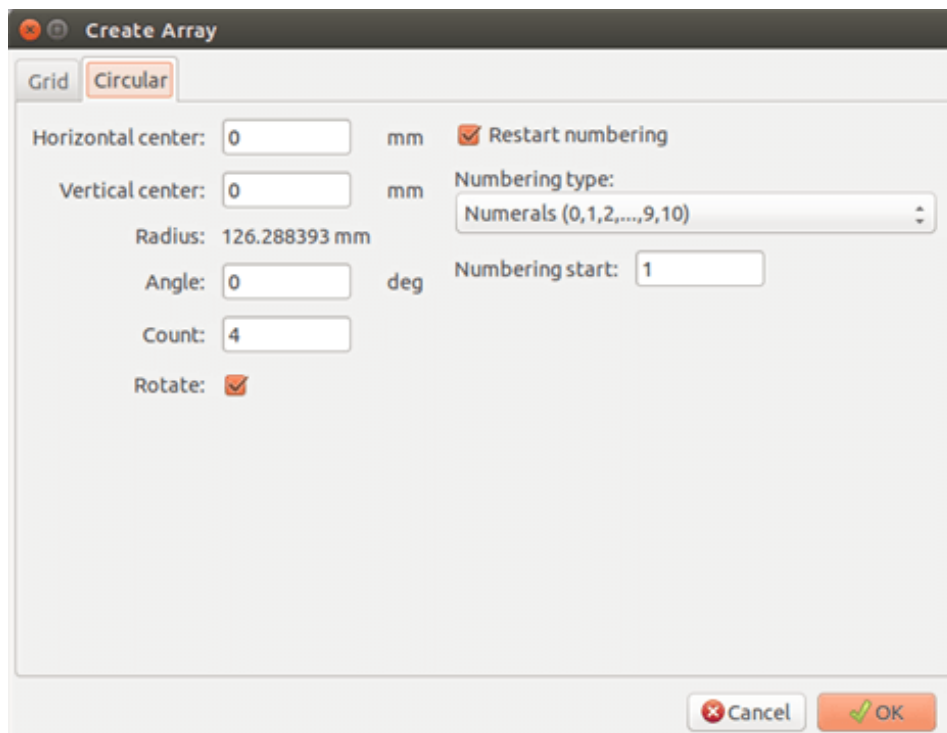 Create Array
Grid Circular
Horizontal center: 0 mm
Vertical center: 0 mm
Radius: 126.288393 mm
Angle: 0 deg
Count: 4
Rotate:
Restart numbering
Numbering type:
Numerals (0,1,2,...,9,10)
Numbering start: 1
Cancel OK